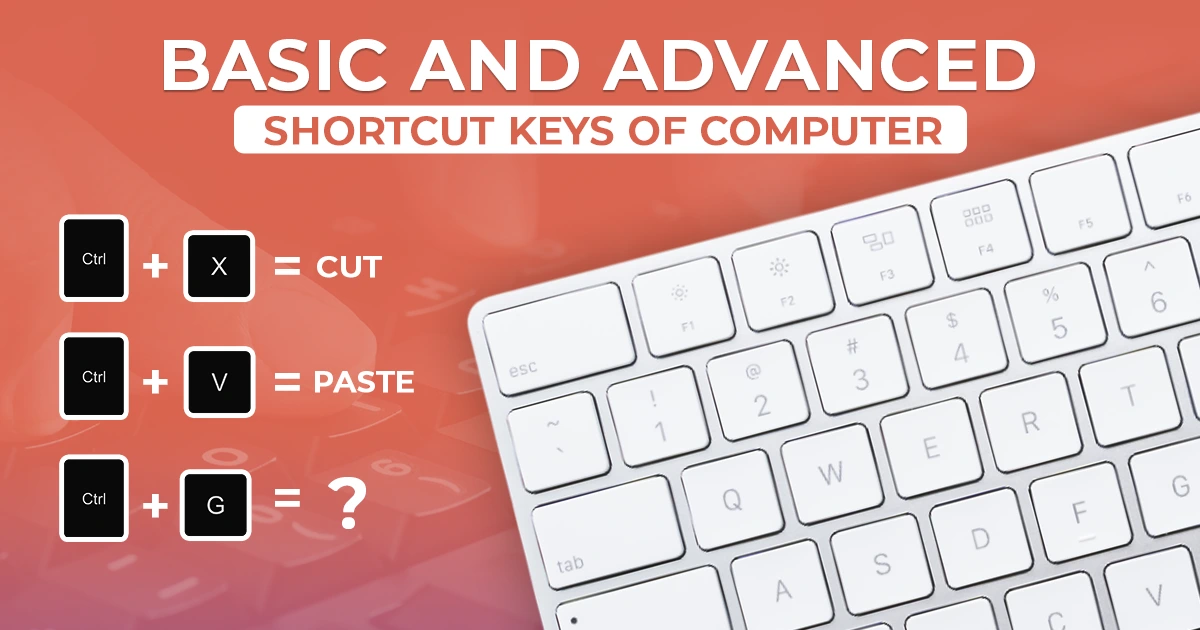 BASIC AND ADVANCED
SHORTCUT KEYS OF COMPUTER
Ctrl + X = CUT
Ctrl + V = PASTE
Ctrl + G = ?
esc F1 F2 F3 F4 F5 F6
~ ` ! 1 @ 2 # 3 $ 4 % 5 ^ 6
tab Q W E R T
A S D F G
C V